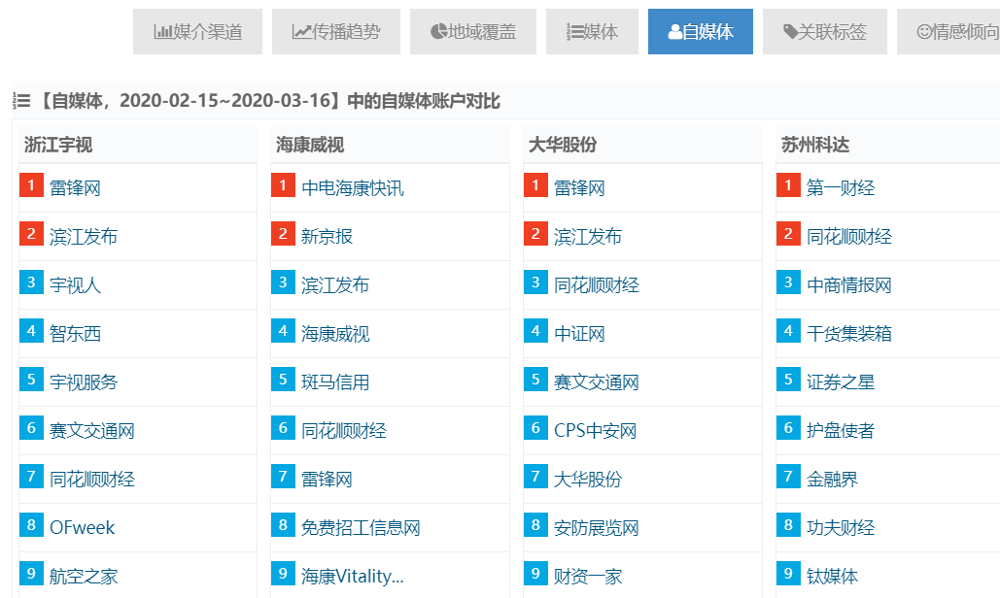 媒介渠道 传播趋势 地域覆盖 媒体 自媒体 关联标签 情感倾向
【自媒体，2020-02-15~2020-03-16】中的自媒体账户对比
浙江宇视 海康威视 大华股份 苏州科达
1 雷锋网 1 中电海康快讯 1 雷锋网 1 第一财经
2 滨江发布 2 新京报 2 滨江发布 2 同花顺财经
3 宇视人 3 滨江发布 3 同花顺财经 3 中商情报网
4 智东西 4 海康威视 4 中证网 4 干货集装箱
5 宇视服务 5 斑马信用 5 赛文交通网 5 证券之星
6 赛文交通网 6 同花顺财经 6 CPS中安网 6 护盘使者
7 同花顺财经 7 雷锋网 7 大华股份 7 金融界
8 OFweek 8 免费招工信息网 8 安防展览网 8 功夫财经
9 航空之家 9 海康Vitality... 9 财资一家 9 钛媒体